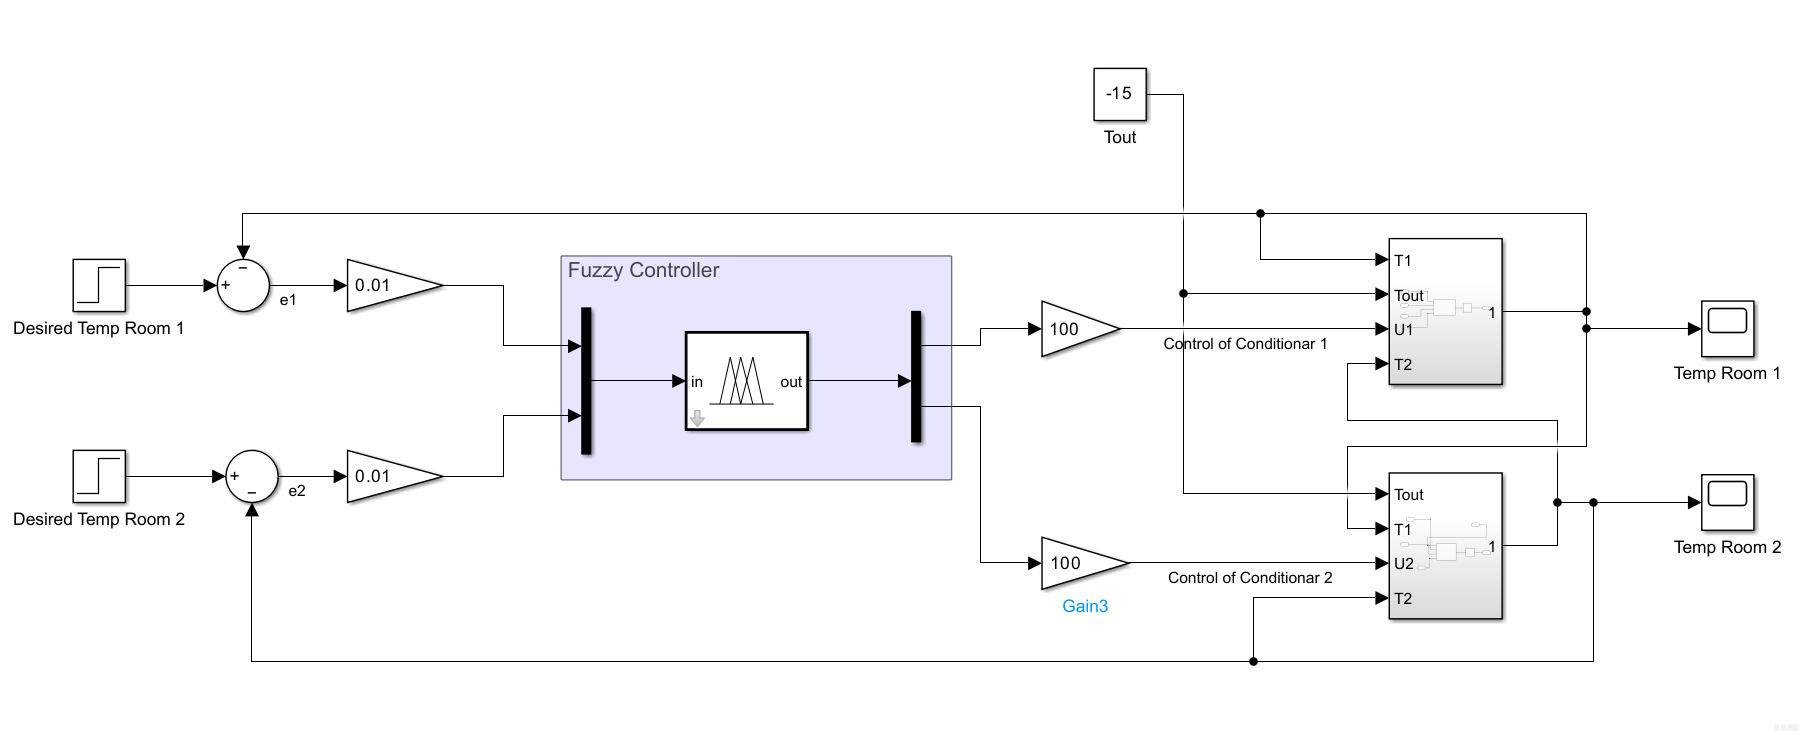 -15
Tout
Fuzzy Controller
−
+
e1
0.01
Desired Temp Room 1
in
out
100
Control of Conditionar 1
T1
Tout
U1
T2
1
Temp Room 1
+
−
e2
0.01
Desired Temp Room 2
100
Gain3
Control of Conditionar 2
Tout
T1
U2
T2
1
Temp Room 2